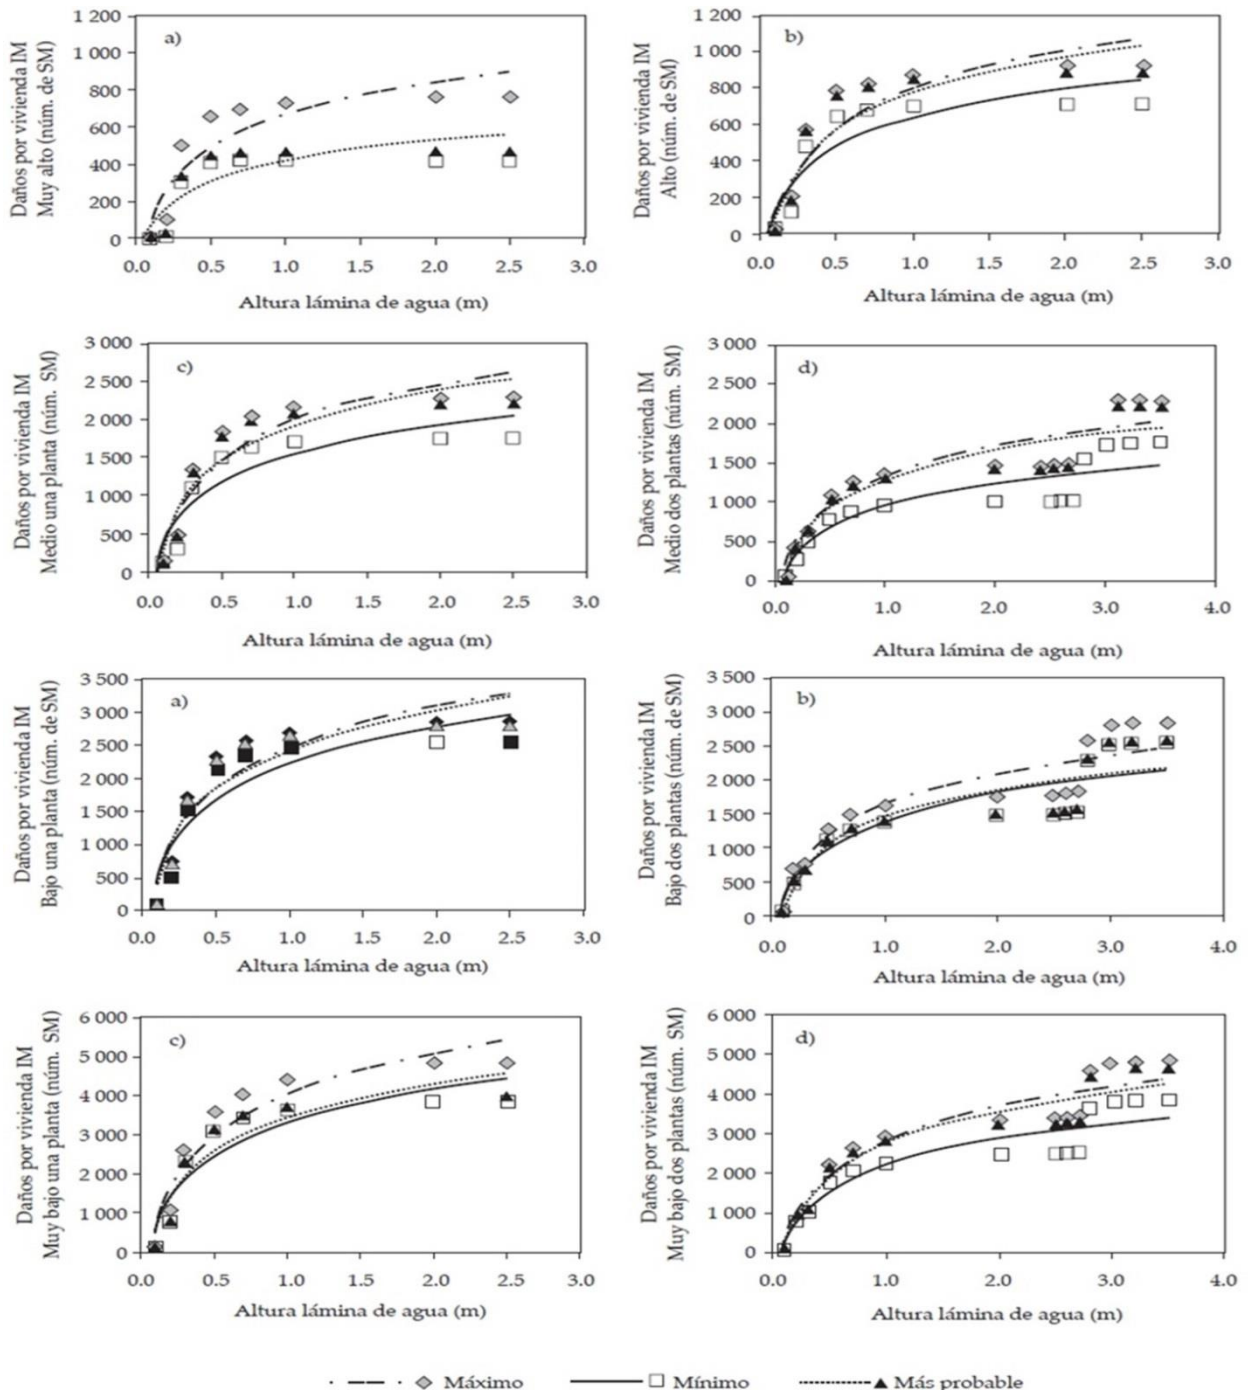 Daños por vivienda IM
Muy alto (núm. de SM)
1 200
1 000
800
600
400
200
0
a)
0.0 0.5 1.0 1.5 2.0 2.5 3.0
Altura lámina de agua (m)
Daños por vivienda IM
Alto (núm. de SM)
1 200
1 000
800
600
400
200
0
b)
0.0 0.5 1.0 1.5 2.0 2.5 3.0
Altura lámina de agua (m)
Daños por vivienda IM
Medio una planta (núm. SM)
3 000
2 500
2 000
1 500
1 000
500
0
c)
0.0 0.5 1.0 1.5 2.0 2.5 3.0
Altura lámina de agua (m)
Daños por vivienda IM
Medio dos plantas (núm. SM)
3 000
2 500
2 000
1 500
1 000
500
0
d)
0.0 1.0 2.0 3.0 4.0
Altura lámina de agua (m)
Daños por vivienda IM
Bajo una planta (núm. de SM)
3 500
3 000
2 500
2 000
1 500
1 000
500
0
a)
0.0 0.5 1.0 1.5 2.0 2.5 3.0
Altura lámina de agua (m)
Daños por vivienda IM
Bajo dos plantas (núm. de SM)
3 500
3 000
2 500
2 000
1 500
1 000
500
0
b)
0.0 1.0 2.0 3.0 4.0
Altura lámina de agua (m)
Daños por vivienda IM
Muy bajo una planta (núm. SM)
6 000
5 000
4 000
3 000
2 000
1 000
0
c)
0.0 0.5 1.0 1.5 2.0 2.5 3.0
Altura lámina de agua (m)
Daños por vivienda IM
Muy bajo dos plantas (núm. SM)
6 000
5 000
4 000
3 000
2 000
1 000
0
d)
0.0 1.0 2.0 3.0 4.0
Altura lámina de agua (m)
Máximo Mínimo Más probable